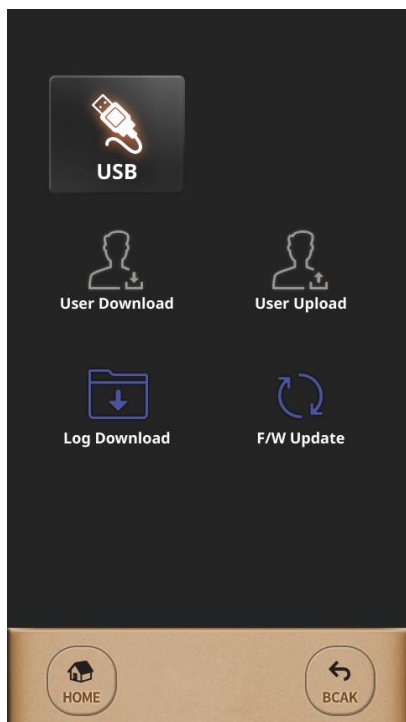 USB
User Download
User Upload
Log Download
F/W Update
HOME
BCAK